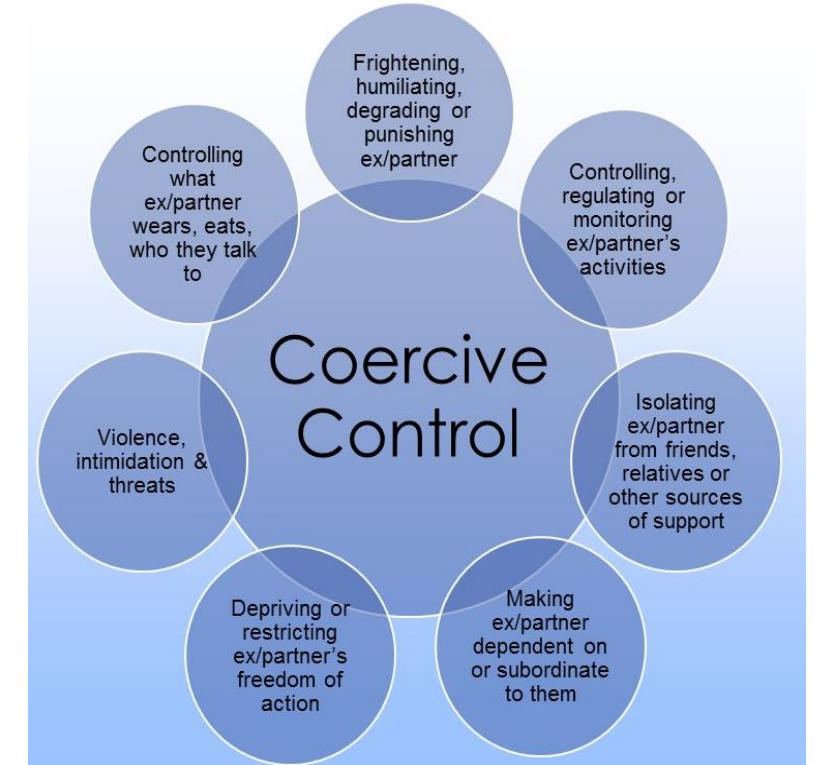 Frightening,
humiliating,
degrading or
punishing
ex/partner
Controlling,
regulating or
monitoring
ex/partner’s
activities
Isolating
ex/partner
from friends,
relatives or
other sources
of support
Making
ex/partner
dependent on
or subordinate
to them
Depriving or
restricting
ex/partner’s
freedom of
action
Violence,
intimidation &
threats
Controlling
what
ex/partner
wears, eats,
who they talk
to
Coercive
Control